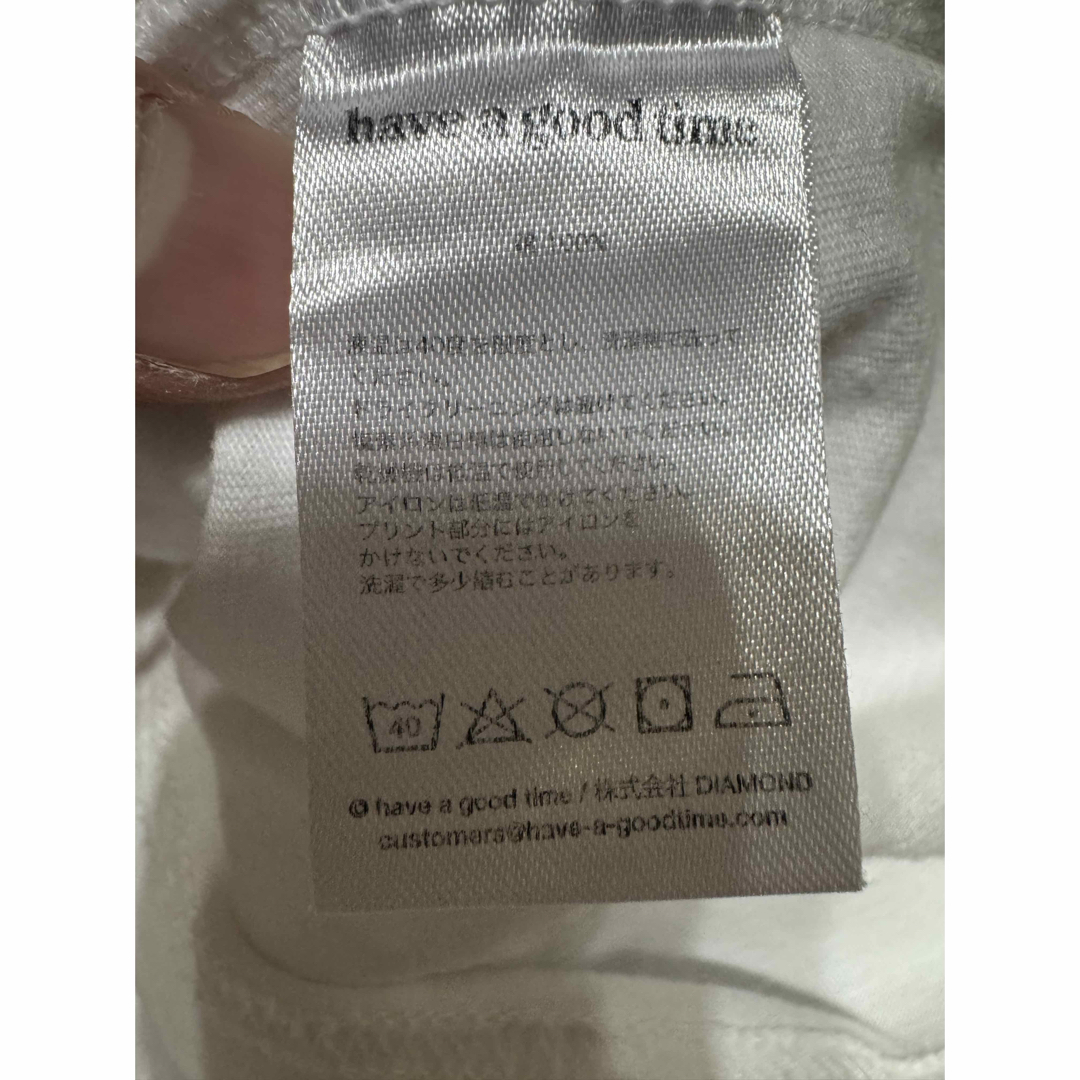 have a good time
綿 100%
液温は40度を限度とし、洗濯機で洗って
ください。
ドライクリーニングは避けてください。
塩素系漂白剤は使用しないでください。
乾燥機は低温で使用してください。
アイロンは低温でかけてください。
プリント部分にはアイロンを
かけないでください。
洗濯で多少縮むことがあります。
40
© have a good time / 株式会社 DIAMOND
customers@have-a-goodtime.com